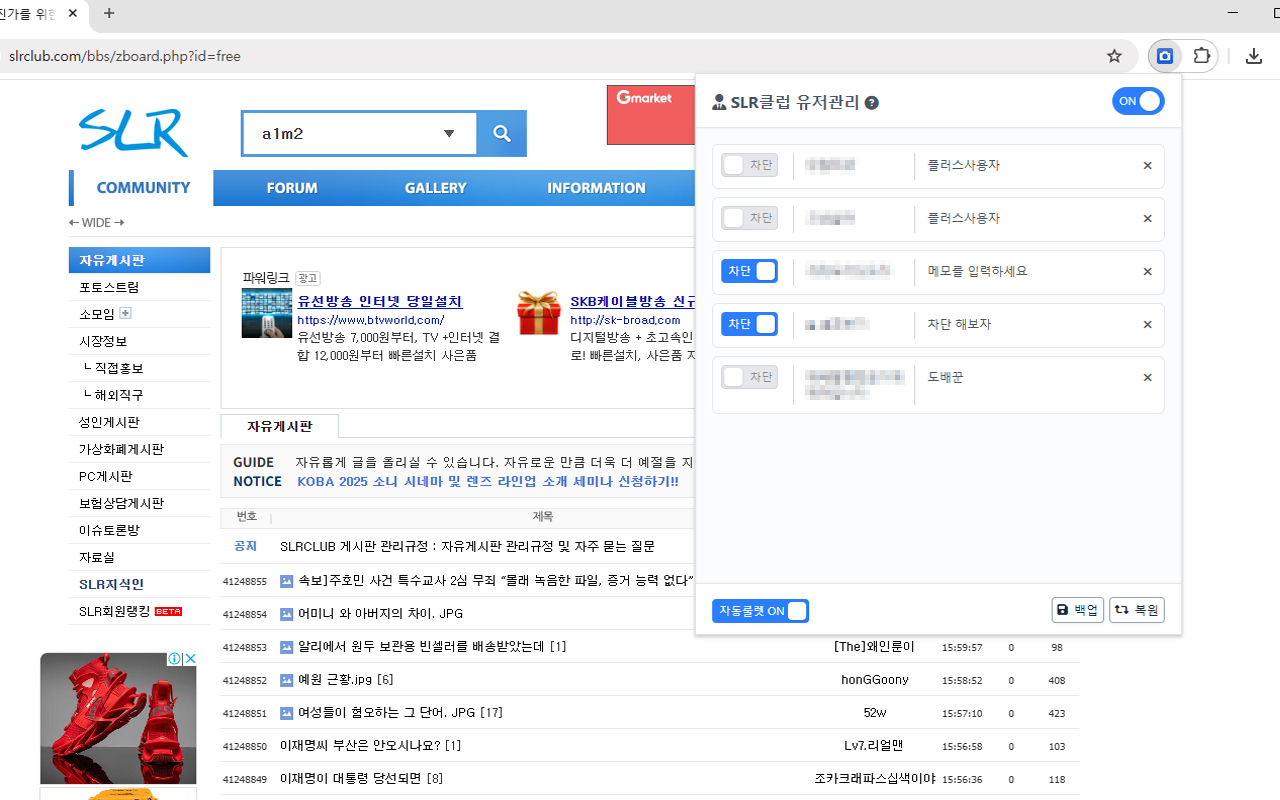 진가를 위한
slrclub.com/bbs/zboard.php?id=free
SLR
a1m2
Gmarket
COMMUNITY FORUM GALLERY INFORMATION
←WIDE→
자유게시판
포토스트림
소모임
시장정보
┗ 직접홍보
┗ 해외직구
성인게시판
가상화폐게시판
PC게시판
보험상담게시판
이슈토론방
자료실
SLR지식인
SLR회원랭킹 BETA
파워링크 광고
유선방송 인터넷 당일설치
https://www.btvworld.com/
유선방송 7,000원부터, TV +인터넷 결
합 12,000원부터 빠른설치 사은품
SKB케이블방송 신규
http://sk-broad.com
디지털방송 + 초고속인
로! 빠른설치, 사은품 지
자유게시판
GUIDE 자유롭게 글을 올리실 수 있습니다. 자유로운 만큼 더욱 더 예절을 지
NOTICE KOBA 2025 소니 시네마 및 렌즈 라인업 소개 세미나 신청하기!!
번호 제목
공지 SLRCLUB 게시판 관리규정 : 자유게시판 관리규정 및 자주 묻는 질문
41248855 속보]주호민 사건 특수교사 2심 무죄 “몰래 녹음한 파일, 증거 능력 없다”
41248854 어머니 와 아버지의 차이. JPG
41248853 알리에서 원두 보관용 빈셀러를 배송받았는데 [1] [The]왜인룬이 15:59:57 0 98
41248852 예원 근황.jpg [6] honGGoony 15:58:52 0 408
41248851 여성들이 혐오하는 그 단어. JPG [17] 52w 15:57:10 0 423
41248850 이재명씨 부산은 안오시나요? [1] Lv7.리얼맨 15:56:58 0 103
41248849 이재명이 대통령 당선되면 [8] 조카크래파스십색이야 15:56:36 0 118
SLR클럽 유저관리 ON
차단 플러스사용자
차단 플러스사용자
차단 메모를 입력하세요
차단 차단 해보자
차단 도배꾼
자동룰렛 ON 백업 복원